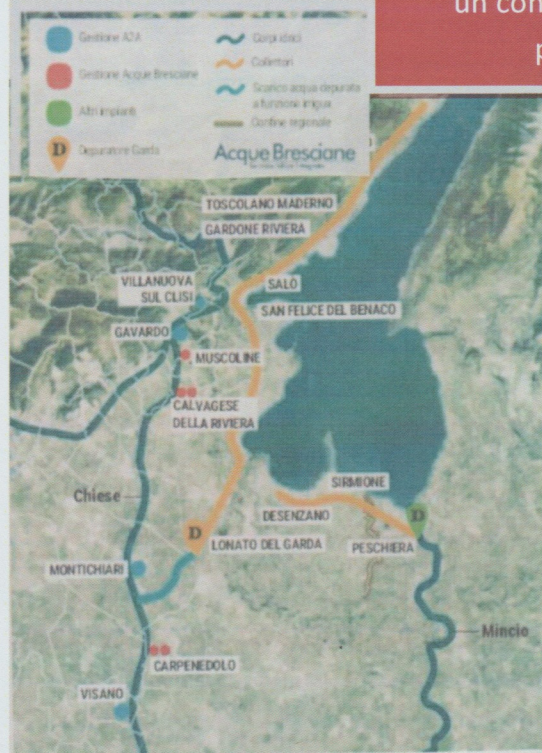 un con
p
Gestione A2A
Gestione Acque Bresciane
Altri impianti
D Depuratore Garda
Corpi idrici
Collettori
Scarico acqua depurata
a funzione irrigua
Confine regionale
Acque Bresciane
TOSCOLANO MADERNO
GARDONE RIVIERA
VILLANUOVA
SUL CLISI
SALÒ
SAN FELICE DEL BENACO
GAVARDO
MUSCOLINE
CALVAGESE
DELLA RIVIERA
Chiese
SIRMIONE
DESENZANO
D
D
LONATO DEL GARDA
PESCHIERA
MONTICHIARI
Mincio
CARPENEDOLO
VISANO